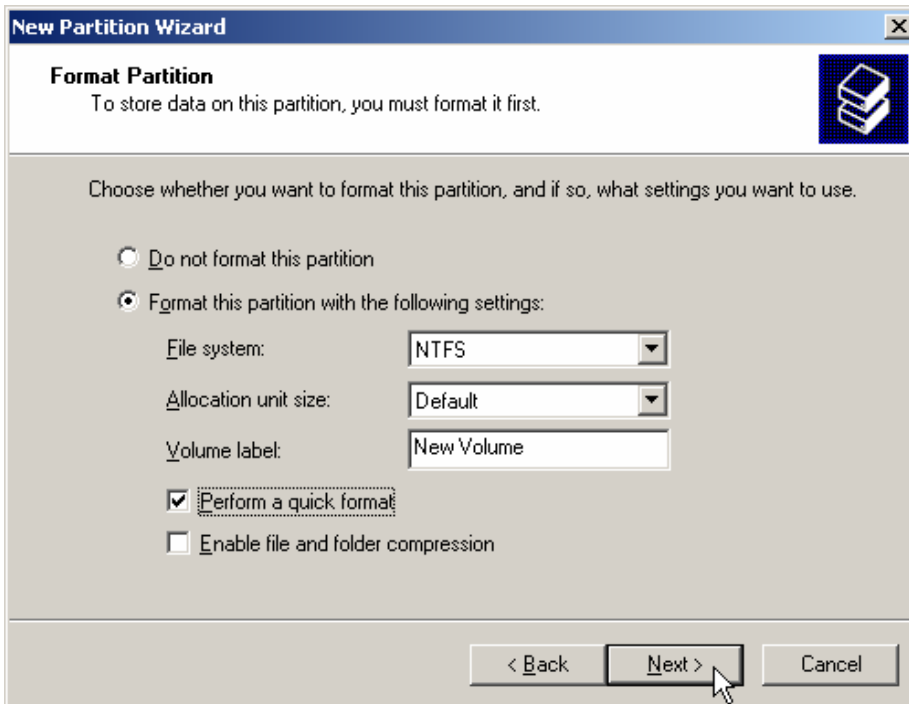 New Partition Wizard
Format Partition
To store data on this partition, you must format it first.
Choose whether you want to format this partition, and if so, what settings you want to use.
Do not format this partition
Format this partition with the following settings:
File system: NTFS
Allocation unit size: Default
Volume label: New Volume
Perform a quick format
Enable file and folder compression
< Back Next > Cancel